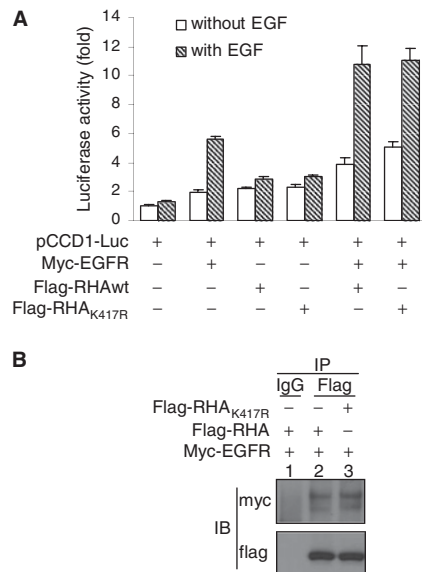 A
without EGF
with EGF
Luciferase activity (fold)
14
12
10
8
6
4
2
0
pCCD1-Luc + + + + + +
Myc-EGFR – + – – + +
Flag-RHAwt – – + – + –
Flag-RHAK417R – – – + – +
B
IP
IgG Flag
Flag-RHAK417R – – +
Flag-RHA + + –
Myc-EGFR + + +
1 2 3
IB
myc
flag